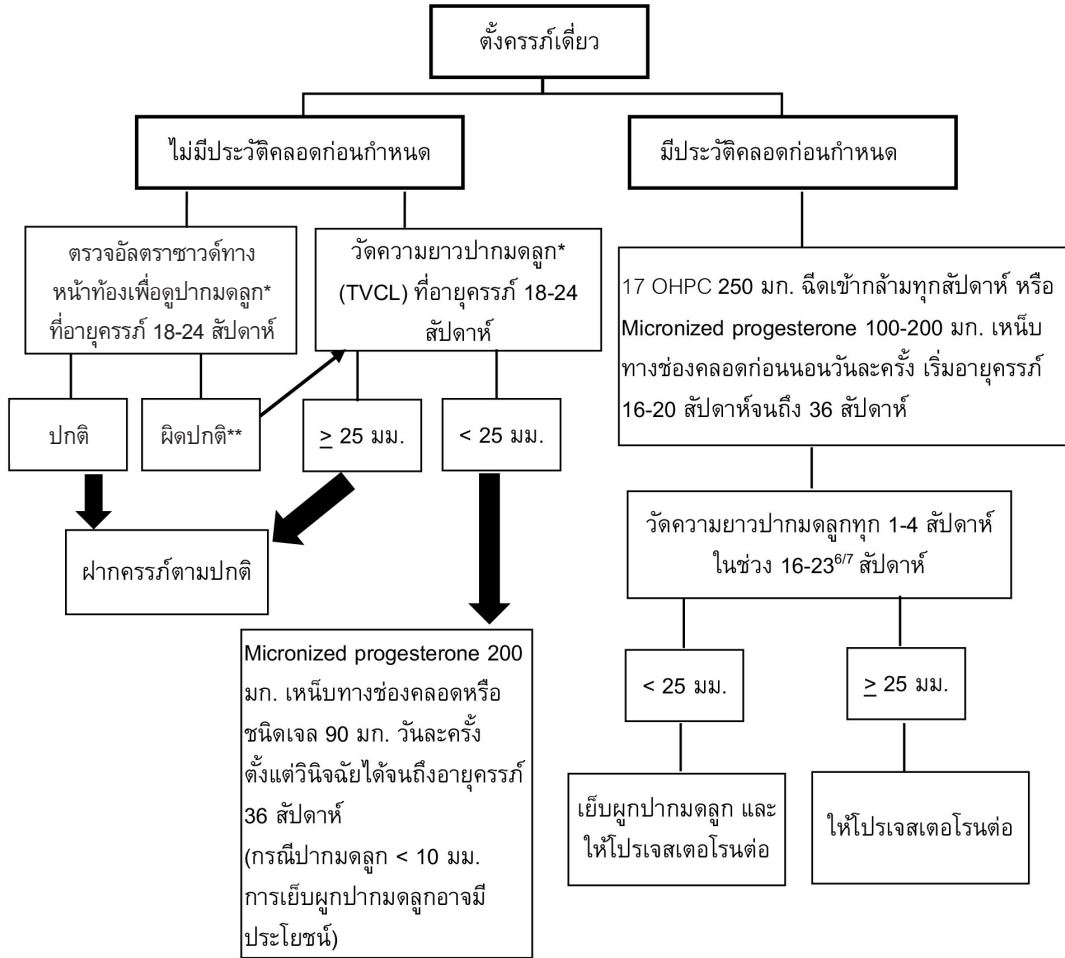 ตั้งครรภ์เดี่ยว
ไม่มีประวัติคลอดก่อนกำหนด
มีประวัติคลอดก่อนกำหนด
ตรวจอัลตราซาวด์ทาง
หน้าท้องเพื่อดูปากมดลูก*
ที่อายุครรภ์ 18-24 สัปดาห์
วัดความยาวปากมดลูก*
(TVCL) ที่อายุครรภ์ 18-24
สัปดาห์
17 OHPC 250 มก. ฉีดเข้ากล้ามทุกสัปดาห์ หรือ
Micronized progesterone 100-200 มก. เหน็บ
ทางช่องคลอดก่อนนอนวันละครั้ง เริ่มอายุครรภ์
16-20 สัปดาห์จนถึง 36 สัปดาห์
ปกติ
ผิดปกติ**
≥ 25 มม.
< 25 มม.
ฝากครรภ์ตามปกติ
วัดความยาวปากมดลูกทุก 1-4 สัปดาห์
ในช่วง 16-23⁶/⁷ สัปดาห์
Micronized progesterone 200
มก. เหน็บทางช่องคลอดหรือ
ชนิดเจล 90 มก. วันละครั้ง
ตั้งแต่วินิจฉัยได้จนถึงอายุครรภ์
36 สัปดาห์
(กรณีปากมดลูก < 10 มม.
การเย็บผูกปากมดลูกอาจมี
ประโยชน์)
< 25 มม.
≥ 25 มม.
เย็บผูกปากมดลูก และ
ให้โปรเจสเตอโรนต่อ
ให้โปรเจสเตอโรนต่อ